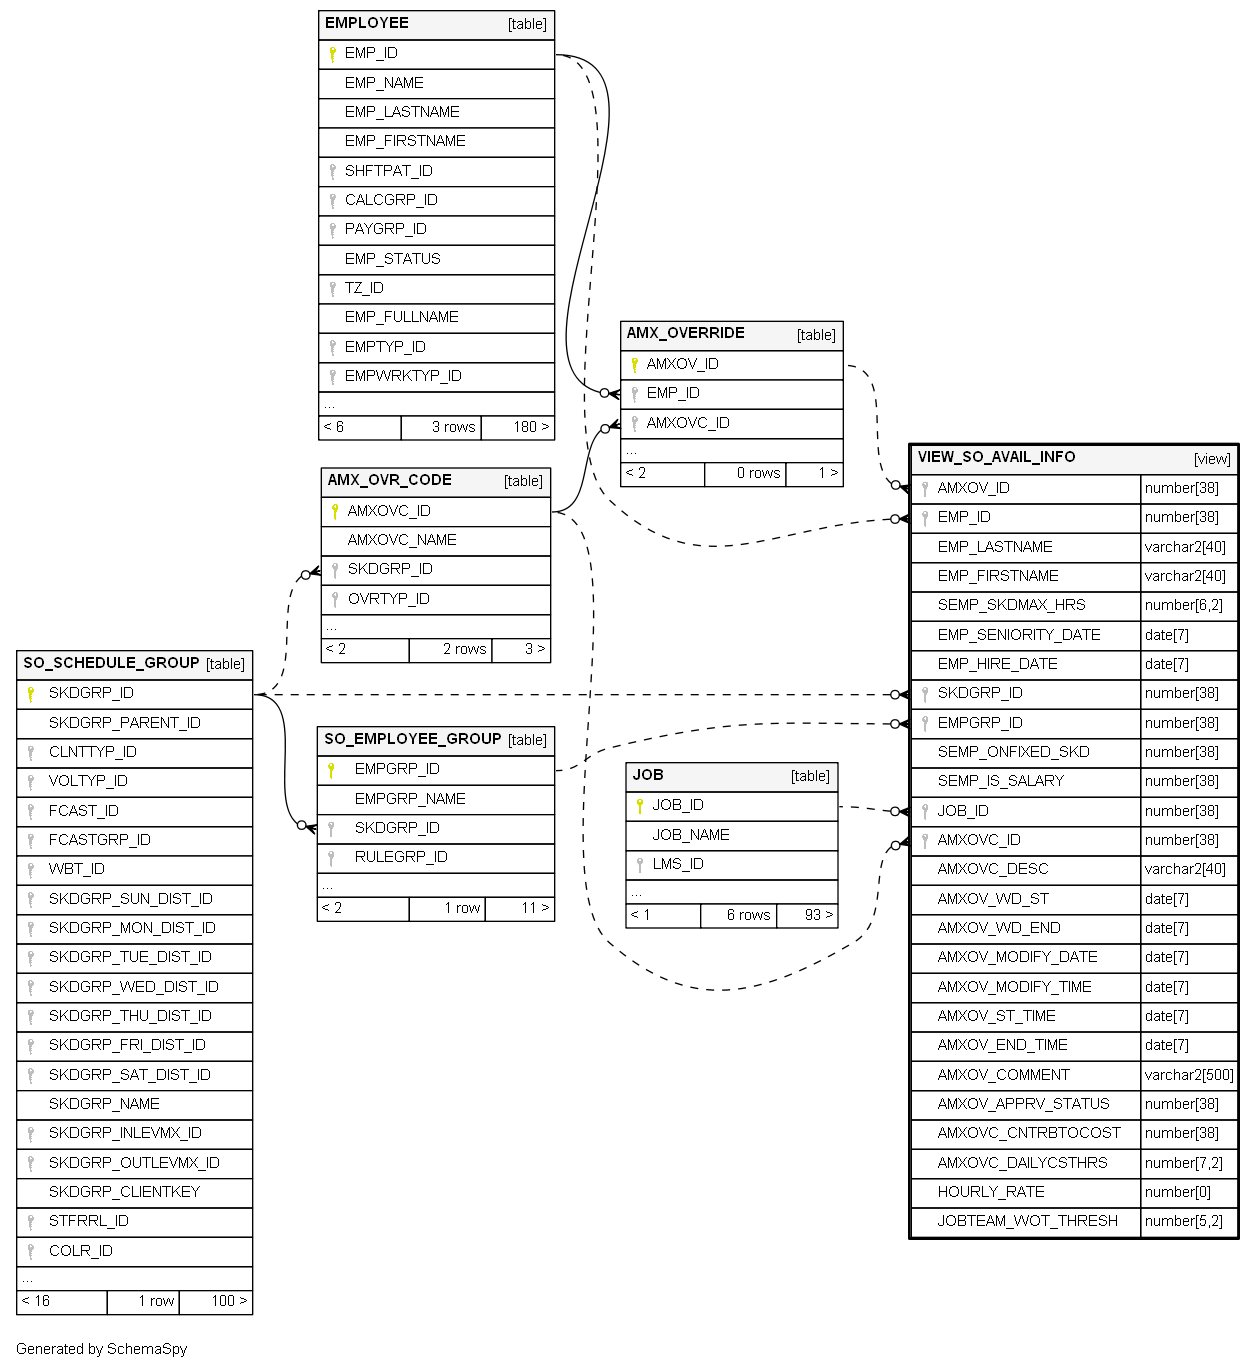 EMPLOYEE [table]
EMP_ID
EMP_NAME
EMP_LASTNAME
EMP_FIRSTNAME
SHFTPAT_ID
CALCGRP_ID
PAYGRP_ID
EMP_STATUS
TZ_ID
EMP_FULLNAME
EMPTYP_ID
EMPWRKTYP_ID
...
< 6 3 rows 180 >
AMX_OVERRIDE [table]
AMXOV_ID
EMP_ID
AMXOVC_ID
...
< 2 0 rows 1 >
AMX_OVR_CODE [table]
AMXOVC_ID
AMXOVC_NAME
SKDGRP_ID
OVRTYP_ID
...
< 2 2 rows 3 >
SO_SCHEDULE_GROUP [table]
SKDGRP_ID
SKDGRP_PARENT_ID
CLNTTYP_ID
VOLTYP_ID
FCAST_ID
FCASTGRP_ID
WBT_ID
SKDGRP_SUN_DIST_ID
SKDGRP_MON_DIST_ID
SKDGRP_TUE_DIST_ID
SKDGRP_WED_DIST_ID
SKDGRP_THU_DIST_ID
SKDGRP_FRI_DIST_ID
SKDGRP_SAT_DIST_ID
SKDGRP_NAME
SKDGRP_INLEVMX_ID
SKDGRP_OUTLEVMX_ID
SKDGRP_CLIENTKEY
STFRRL_ID
COLR_ID
...
< 16 1 row 100 >
SO_EMPLOYEE_GROUP [table]
EMPGRP_ID
EMPGRP_NAME
SKDGRP_ID
RULEGRP_ID
...
< 2 1 row 11 >
JOB [table]
JOB_ID
JOB_NAME
LMS_ID
...
< 1 6 rows 93 >
VIEW_SO_AVAIL_INFO [view]
AMXOV_ID number[38]
EMP_ID number[38]
EMP_LASTNAME varchar2[40]
EMP_FIRSTNAME varchar2[40]
SEMP_SKDMAX_HRS number[6,2]
EMP_SENIORITY_DATE date[7]
EMP_HIRE_DATE date[7]
SKDGRP_ID number[38]
EMPGRP_ID number[38]
SEMP_ONFIXED_SKD number[38]
SEMP_IS_SALARY number[38]
JOB_ID number[38]
AMXOVC_ID number[38]
AMXOVC_DESC varchar2[40]
AMXOV_WD_ST date[7]
AMXOV_WD_END date[7]
AMXOV_MODIFY_DATE date[7]
AMXOV_MODIFY_TIME date[7]
AMXOV_ST_TIME date[7]
AMXOV_END_TIME date[7]
AMXOV_COMMENT varchar2[500]
AMXOV_APPRV_STATUS number[38]
AMXOVC_CNTRBTOCOST number[38]
AMXOVC_DAILYCSTHRS number[7,2]
HOURLY_RATE number[0]
JOBTEAM_WOT_THRESH number[5,2]
Generated by SchemaSpy